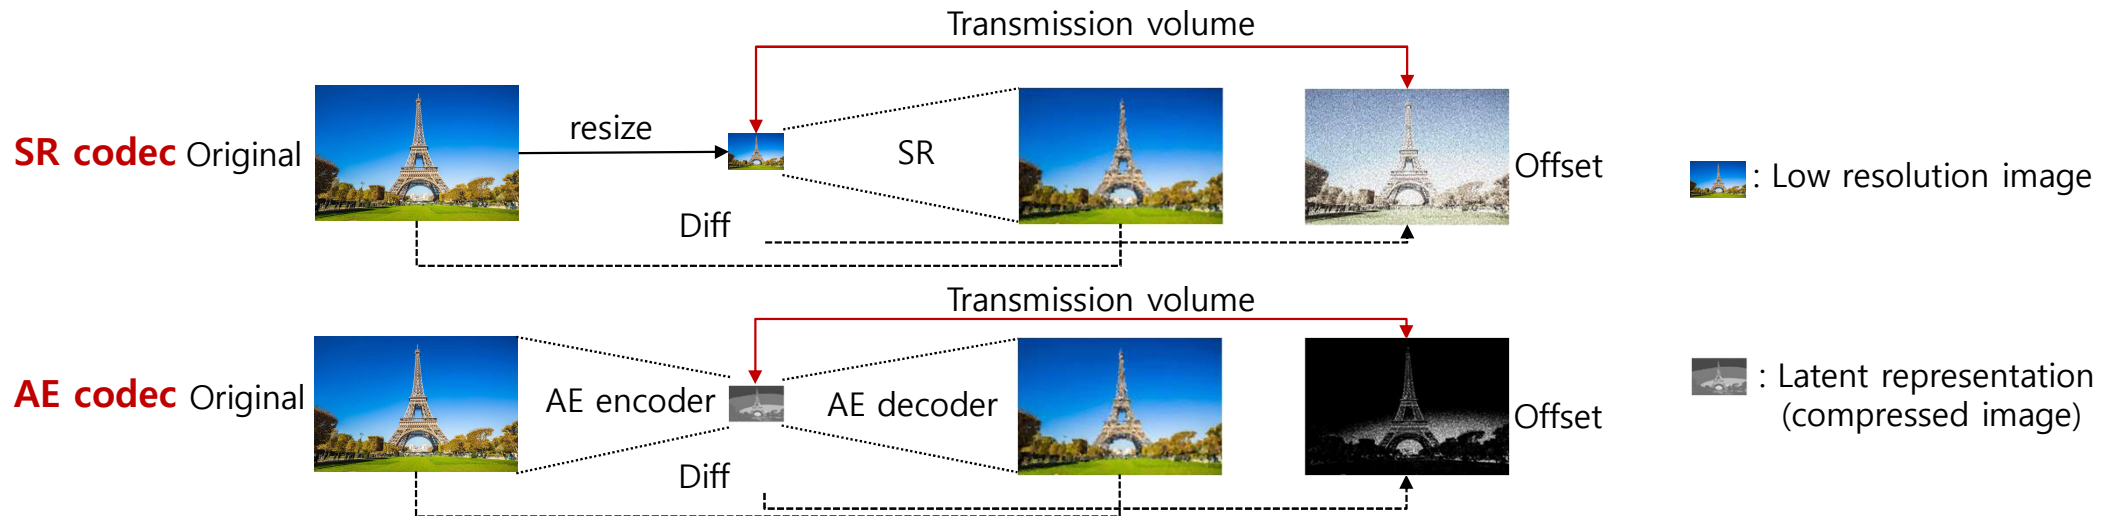 Transmission volume
SR codec Original
resize
SR
Offset
: Low resolution image
Diff
Transmission volume
AE codec Original
AE encoder
AE decoder
Offset
: Latent representation
(compressed image)
Diff